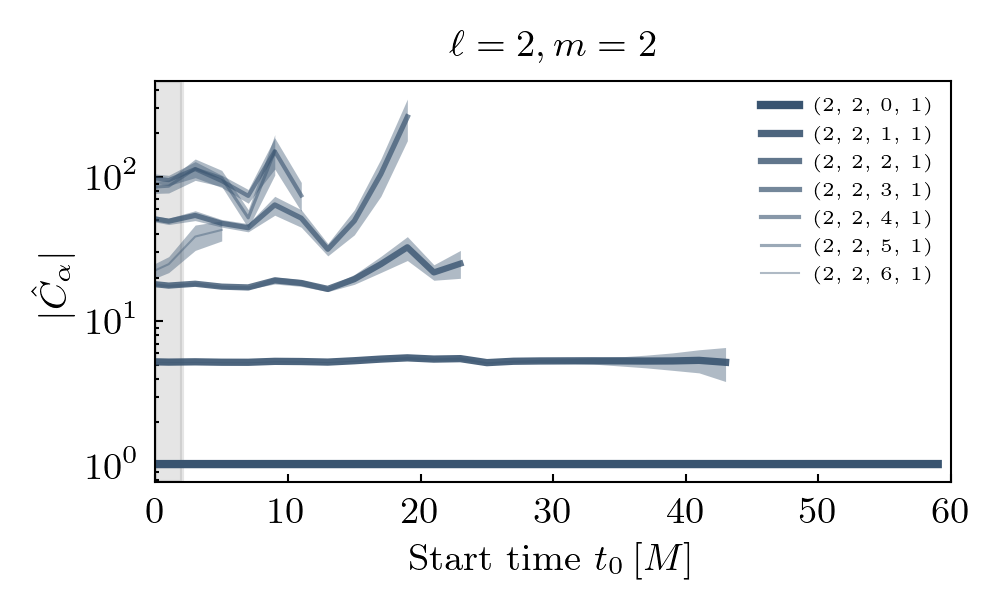 ℓ = 2, m = 2
(2, 2, 0, 1)
(2, 2, 1, 1)
(2, 2, 2, 1)
(2, 2, 3, 1)
(2, 2, 4, 1)
(2, 2, 5, 1)
(2, 2, 6, 1)
|Ĉ_α|
10²
10¹
10⁰
0 10 20 30 40 50 60
Start time t₀ [M]